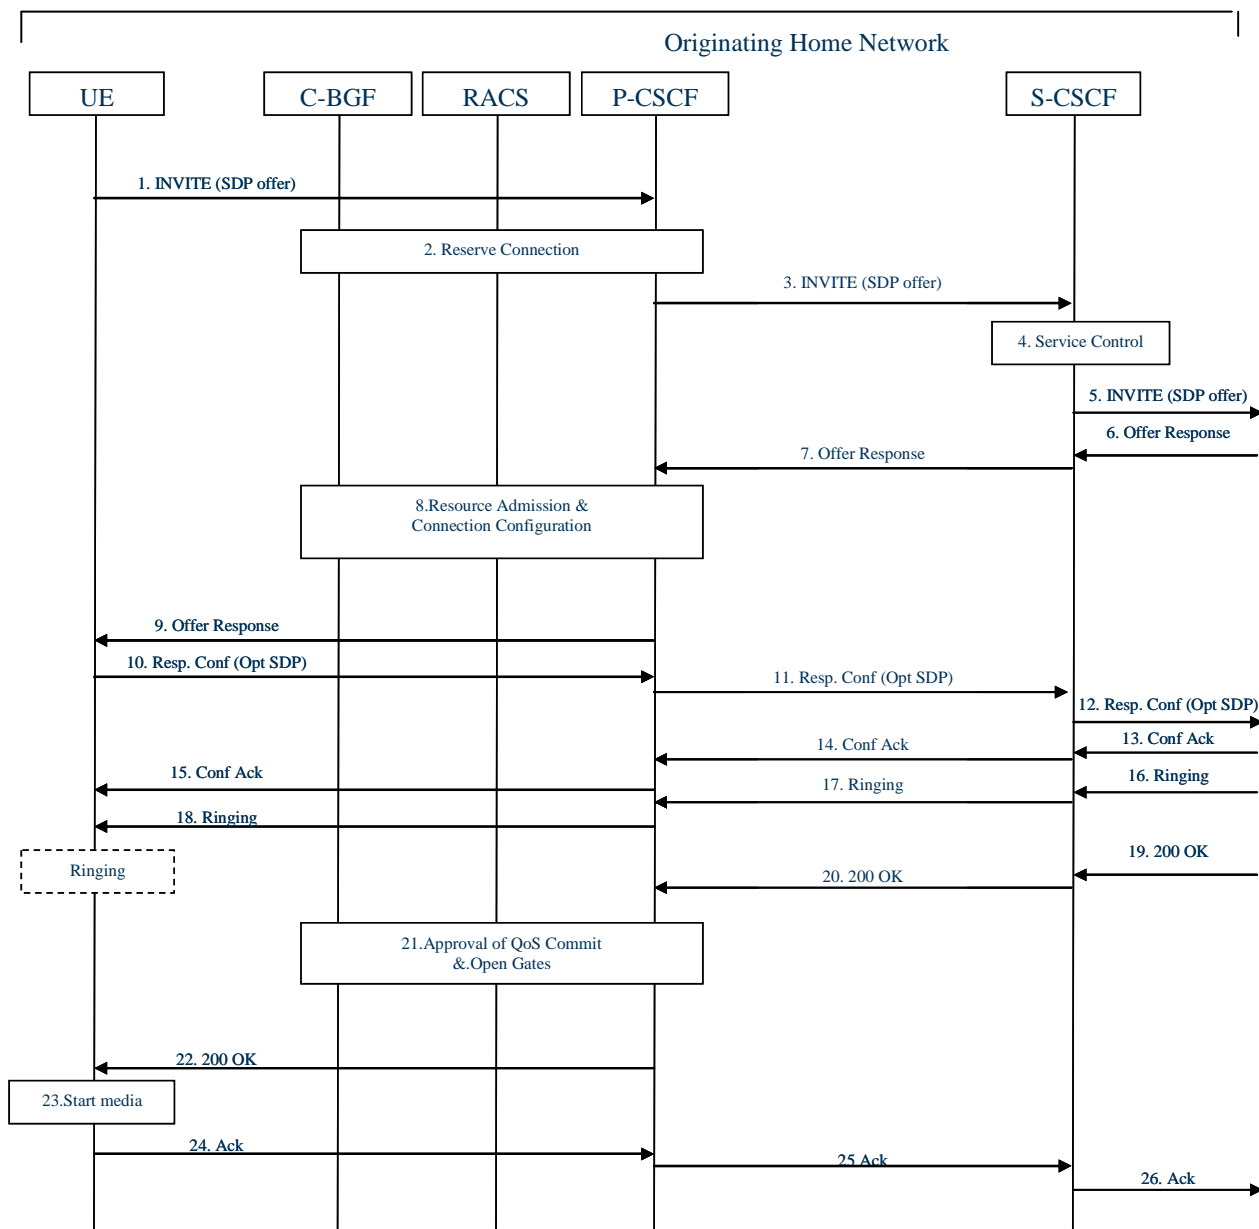 Originating Home Network
UE
C-BGF
RACS
P-CSCF
S-CSCF
1. INVITE (SDP offer)
2. Reserve Connection
3. INVITE (SDP offer)
4. Service Control
5. INVITE (SDP offer)
6. Offer Response
7. Offer Response
8.Resource Admission &
Connection Configuration
9. Offer Response
10. Resp. Conf (Opt SDP)
11. Resp. Conf (Opt SDP)
12. Resp. Conf (Opt SDP)
13. Conf Ack
14. Conf Ack
15. Conf Ack
16. Ringing
17. Ringing
18. Ringing
Ringing
19. 200 OK
20. 200 OK
21.Approval of QoS Commit
&.Open Gates
22. 200 OK
23.Start media
24. Ack
25 Ack
26. Ack